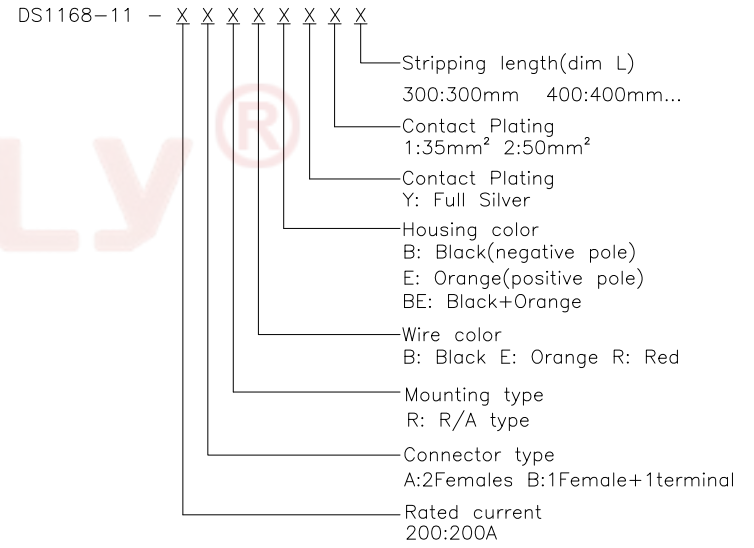 DS1168-11 - X X X X X X X X
Stripping length(dim L)
300:300mm 400:400mm...
Contact Plating
1:35mm² 2:50mm²
Contact Plating
Y: Full Silver
Housing color
B: Black(negative pole)
E: Orange(positive pole)
BE: Black+Orange
Wire color
B: Black E: Orange R: Red
Mounting type
R: R/A type
Connector type
A:2Females B:1Female+1terminal
Rated current
200:200A
Ly®